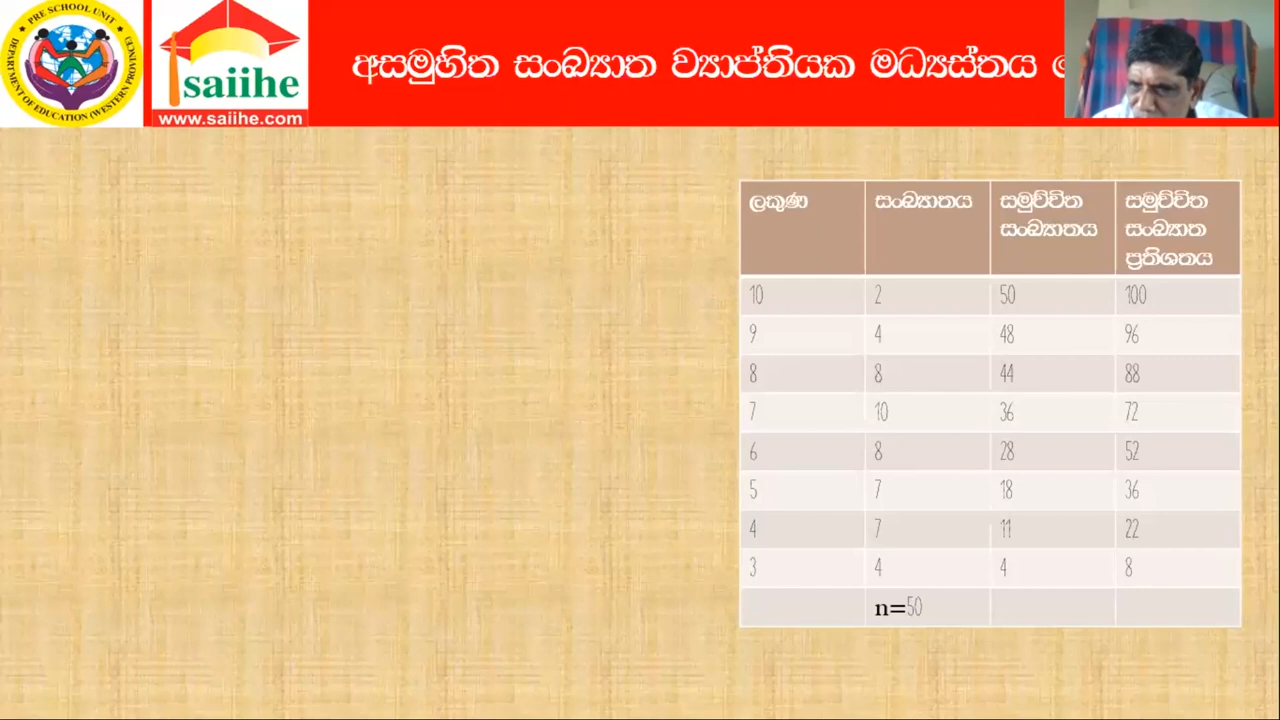 PRE SCHOOL UNIT
DEPARTMENT OF EDUCATION (WESTERN PROVINCE)
saiihe
www.saiihe.com
අසමූහිත සංඛ්‍යාත ව්‍යාප්තියක මධ්‍යස්තය
ලකුණ සංඛ්‍යාතය සමුච්චිත සංඛ්‍යාතය සමුච්චිත සංඛ්‍යාත ප්‍රතිශතය
10 2 50 100
9 4 48 96
8 8 44 88
7 10 36 72
6 8 28 52
5 7 18 36
4 7 11 22
3 4 4 8
n=50